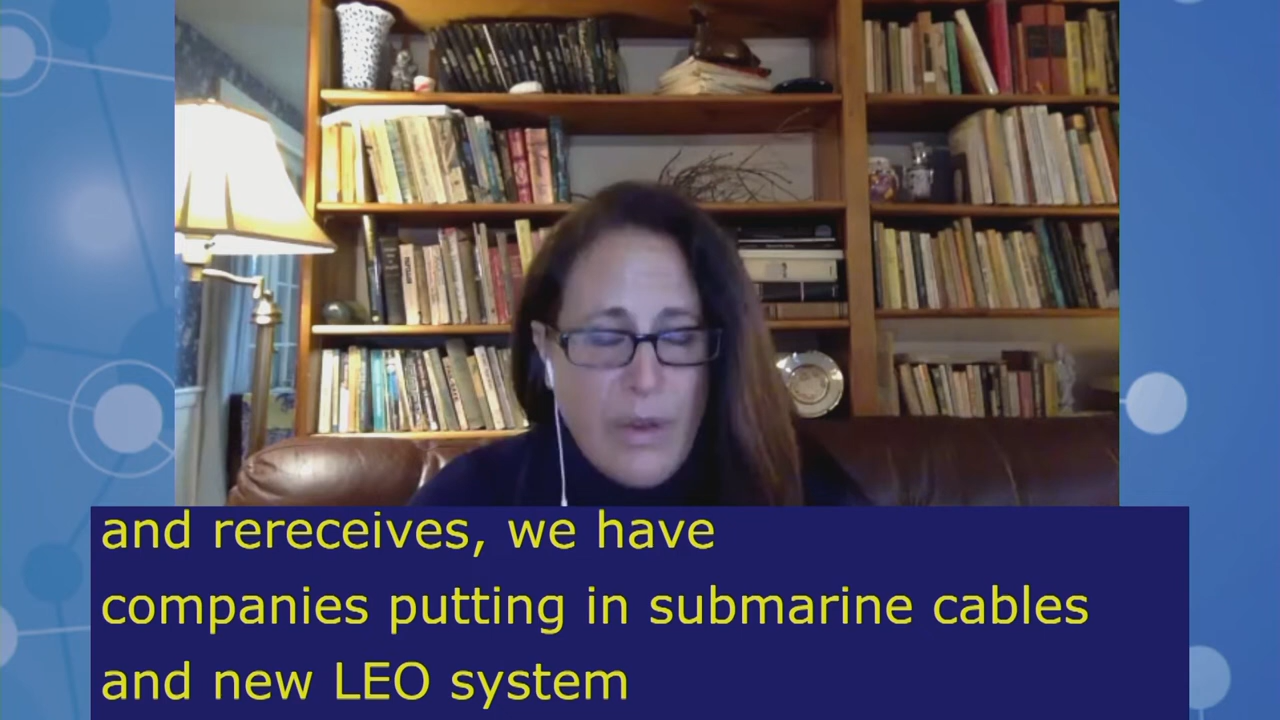 and rereceives, we have
companies putting in submarine cables
and new LEO system